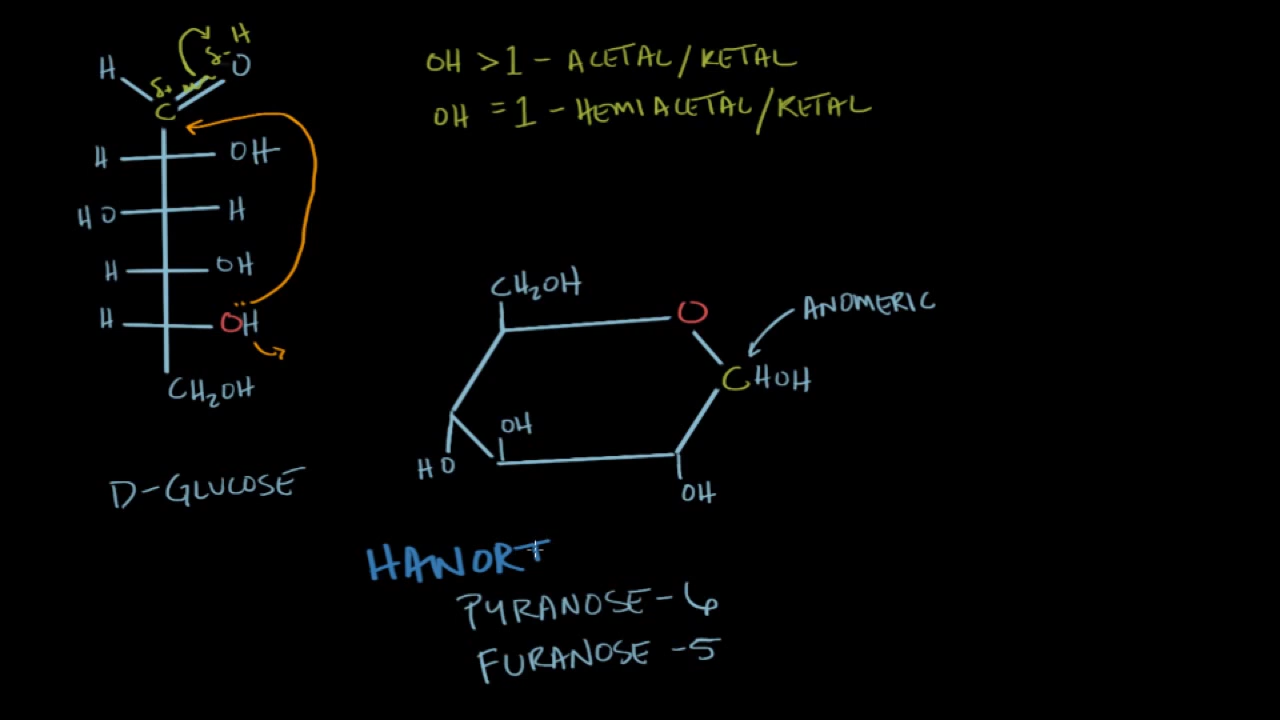 H
H δ- O
δ+
C
H OH
HO H
H OH
H OH
CH₂OH
D-GLUCOSE
OH > 1 - ACETAL/KETAL
OH = 1 - HEMIACETAL/KETAL
CH₂OH
O
ANOMERIC
CHOH
OH
HO
OH
HAWORT
PYRANOSE - 6
FURANOSE - 5